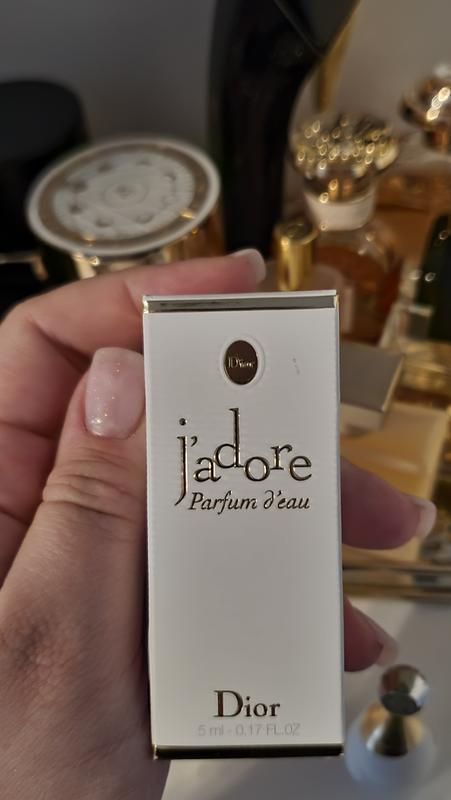 Dior
j'adore
Parfum d'eau
Dior
5 ml - 0.17 FL.OZ